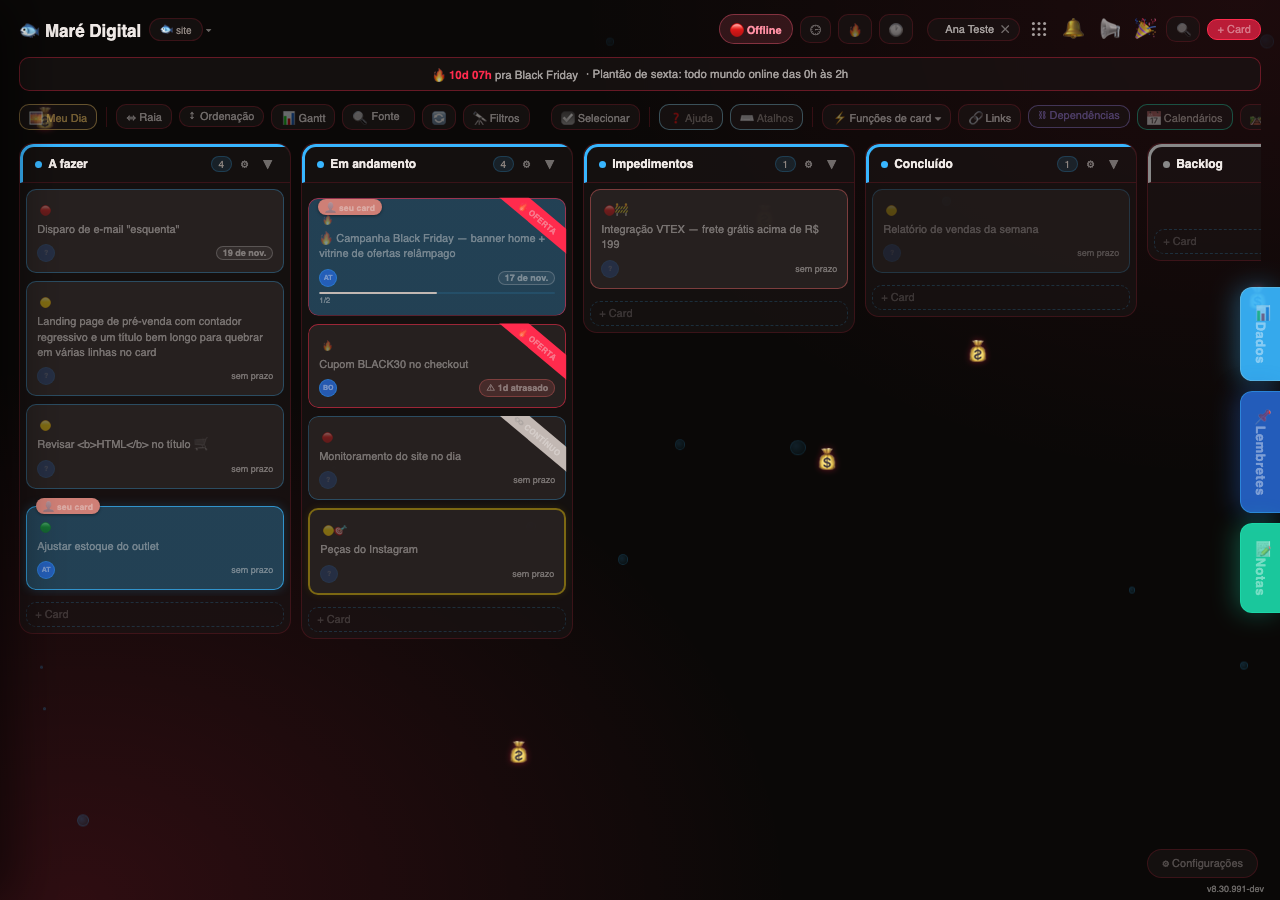 Maré Digital
site
Offline
Ana Teste ✕
+ Card
10d 07h pra Black Friday · Plantão de sexta: todo mundo online das 0h às 2h
Meu Dia
Raia
Ordenação
Gantt
Fonte
Filtros
Selecionar
Ajuda
Atalhos
Funções de card
Links
Dependências
Calendários
A fazer
4
Disparo de e-mail "esquenta"
?
19 de nov.
Landing page de pré-venda com contador
regressivo e um título bem longo para quebrar
em várias linhas no card
?
sem prazo
Revisar <b>HTML</b> no título
?
sem prazo
seu card
Ajustar estoque do outlet
AT
sem prazo
+ Card
Em andamento
4
seu card
OFERTA
Campanha Black Friday — banner home +
vitrine de ofertas relâmpago
AT
17 de nov.
1/2
OFERTA
Cupom BLACK30 no checkout
BO
1d atrasado
CONTÍNUO
Monitoramento do site no dia
?
sem prazo
Peças do Instagram
?
sem prazo
+ Card
Impedimentos
1
Integração VTEX — frete grátis acima de R$
199
?
sem prazo
+ Card
Concluído
1
Relatório de vendas da semana
?
sem prazo
+ Card
Backlog
+ Card
Dados
Lembretes
Notas
Configurações
v8.30.991-dev